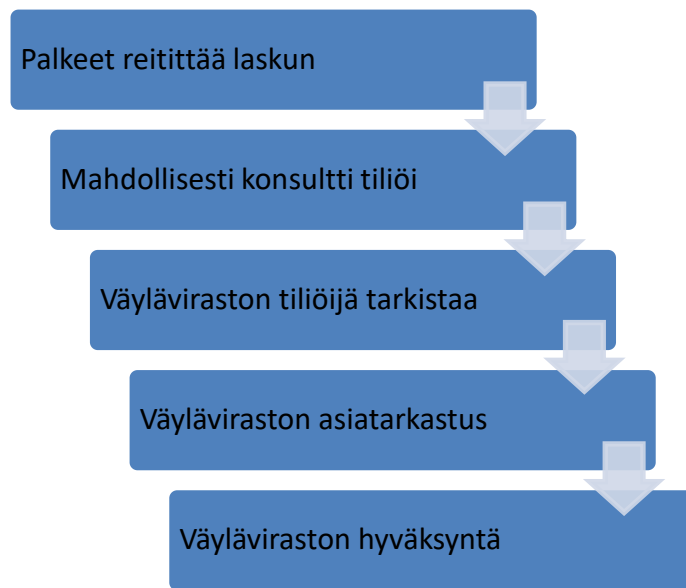 Palkeet reitittää laskun
Mahdollisesti konsultti tiliöi
Väyläviraston tiliöijä tarkistaa
Väyläviraston asiatarkastus
Väyläviraston hyväksyntä